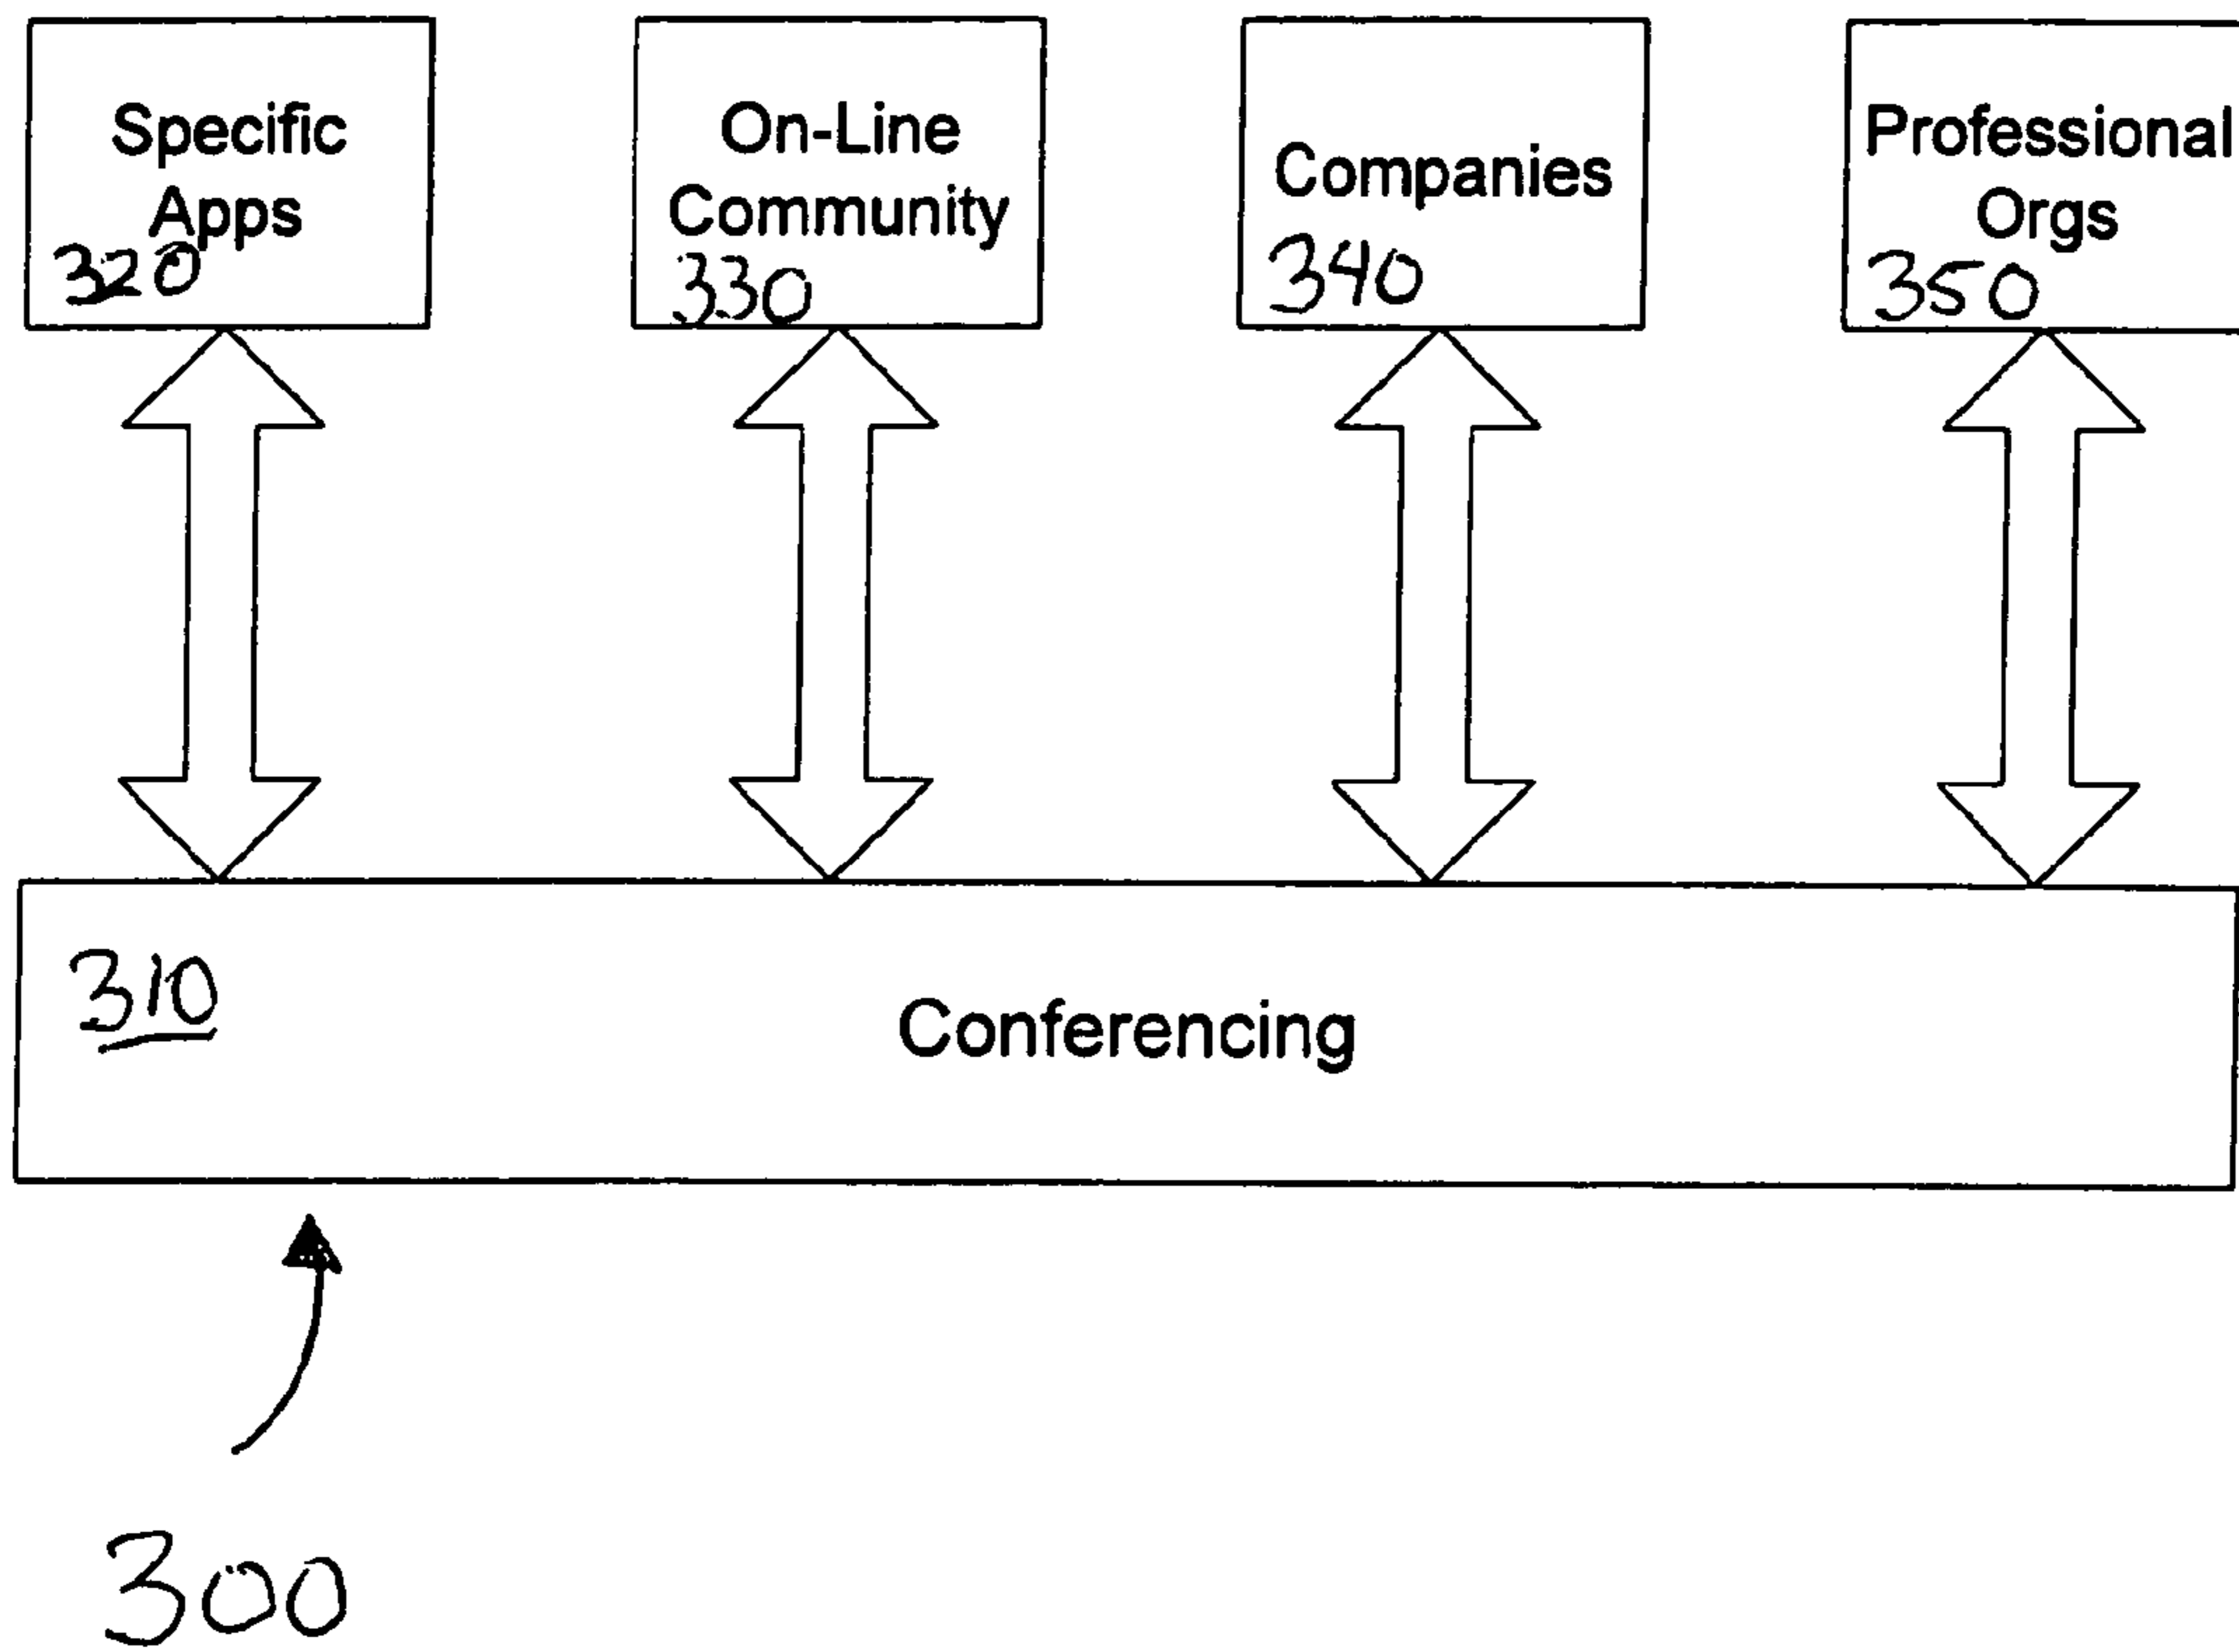 Specific
Apps
320
On-Line
Community
330
Companies
340
Professional
Orgs
350
310
Conferencing
300